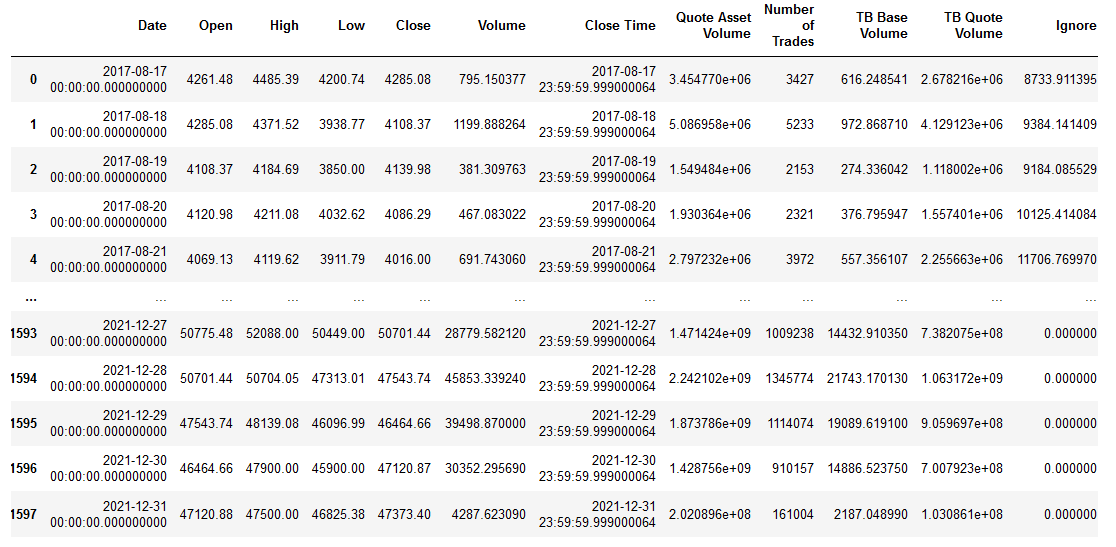 Date Open High Low Close Volume Close Time Quote Asset Volume Number of Trades TB Base Volume TB Quote Volume Ignore
0 2017-08-17 00:00:00.000000000 4261.48 4485.39 4200.74 4285.08 795.150377 2017-08-17 23:59:59.999000064 3.454770e+06 3427 616.248541 2.678216e+06 8733.911395
1 2017-08-18 00:00:00.000000000 4285.08 4371.52 3938.77 4108.37 1199.888264 2017-08-18 23:59:59.999000064 5.086958e+06 5233 972.868710 4.129123e+06 9384.141409
2 2017-08-19 00:00:00.000000000 4108.37 4184.69 3850.00 4139.98 381.309763 2017-08-19 23:59:59.999000064 1.549484e+06 2153 274.336042 1.118002e+06 9184.085529
3 2017-08-20 00:00:00.000000000 4120.98 4211.08 4032.62 4086.29 467.083022 2017-08-20 23:59:59.999000064 1.930364e+06 2321 376.795947 1.557401e+06 10125.414084
4 2017-08-21 00:00:00.000000000 4069.13 4119.62 3911.79 4016.00 691.743060 2017-08-21 23:59:59.999000064 2.797232e+06 3972 557.356107 2.255663e+06 11706.769970
... ... ... ... ... ... ... ... ... ... ... ... ...
1593 2021-12-27 00:00:00.000000000 50775.48 52088.00 50449.00 50701.44 28779.582120 2021-12-27 23:59:59.999000064 1.471424e+09 1009238 14432.910350 7.382075e+08 0.000000
1594 2021-12-28 00:00:00.000000000 50701.44 50704.05 47313.01 47543.74 45853.339240 2021-12-28 23:59:59.999000064 2.242102e+09 1345774 21743.170130 1.063172e+09 0.000000
1595 2021-12-29 00:00:00.000000000 47543.74 48139.08 46096.99 46464.66 39498.870000 2021-12-29 23:59:59.999000064 1.873786e+09 1114074 19089.619100 9.059697e+08 0.000000
1596 2021-12-30 00:00:00.000000000 46464.66 47900.00 45900.00 47120.87 30352.295690 2021-12-30 23:59:59.999000064 1.428756e+09 910157 14886.523750 7.007923e+08 0.000000
1597 2021-12-31 00:00:00.000000000 47120.88 47500.00 46825.38 47373.40 4287.623090 2021-12-31 23:59:59.999000064 2.020896e+08 161004 2187.048990 1.030861e+08 0.000000